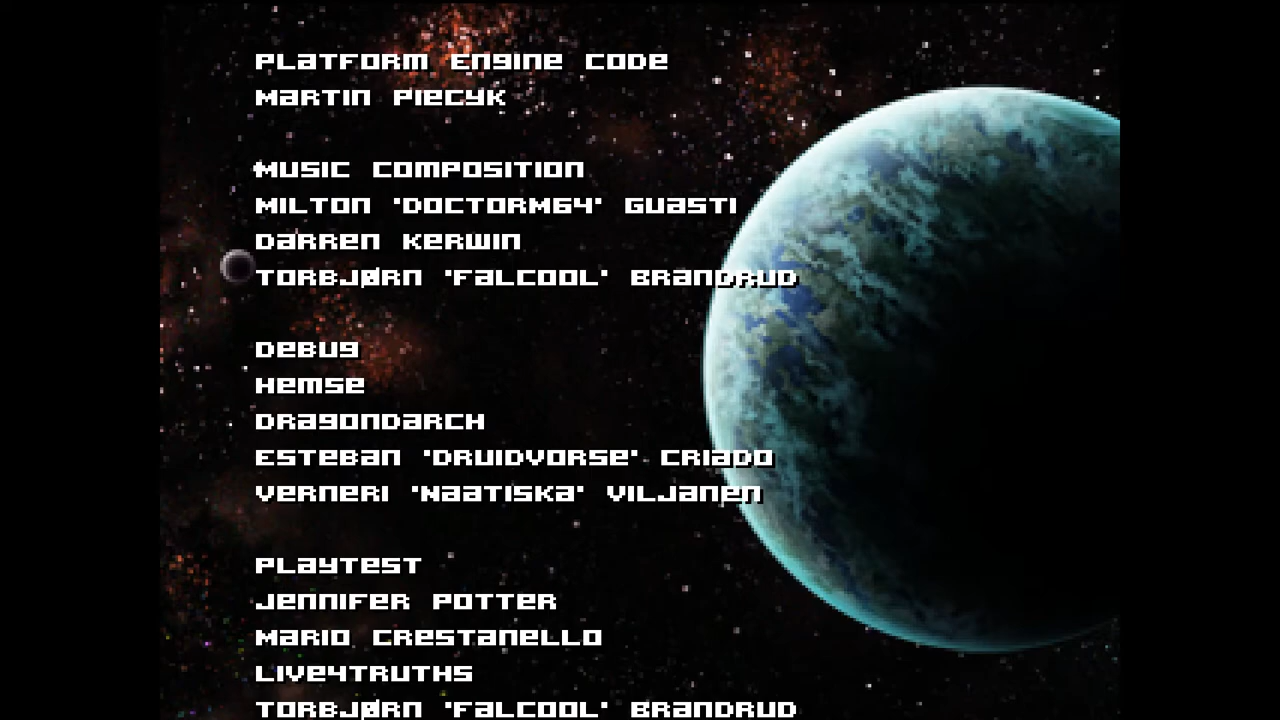 PLATFORM ENGINE CODE
MARTIN PIECYK
MUSIC COMPOSITION
MILTON 'DOCTORM64' GUASTI
DARREN KERWIN
TORBJØRN 'FALCOOL' BRANDRUD
DEBUG
HEMSE
DRAGONDARCH
ESTEBAN 'DRUIDVORSE' CRIADO
VERNERI 'NAATISKA' VILJANEN
PLAYTEST
JENNIFER POTTER
MARIO CRESTANELLO
LIVE4TRUTHS
TORBJØRN 'FALCOOL' BRANDRUD